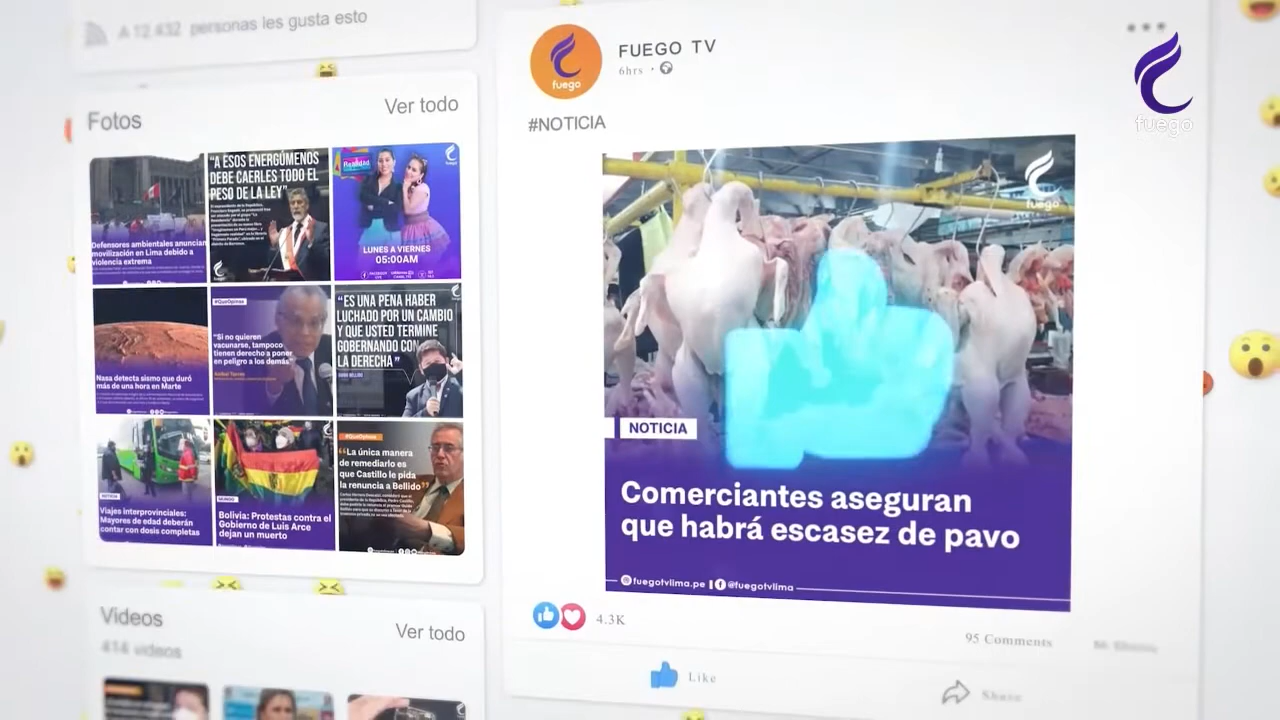 A 12 432 personas les gusta esto
Fotos
Ver todo
Defensores ambientales anuncian
movilización en Lima debido a
violencia extrema
"A ESOS ENERGÚMENOS
DEBE CAERLES TODO EL
PESO DE LA LEY"
Realidad
LUNES A VIERNES
05:00AM
Nasa detecta sismo que duró
más de una hora en Marte
#QueOpinas
"Si no quieren
vacunarse, tampoco
tienen derecho a poner
en peligro a los demás"
"ES UNA PENA HABER
LUCHADO POR UN CAMBIO
Y QUE USTED TERMINE
GOBERNANDO CON
LA DERECHA"
NOTICIA
Viajes interprovinciales:
Mayores de edad deberán
contar con dosis completas
MUNDO
Bolivia: Protestas contra el
Gobierno de Luis Arce
dejan un muerto
#QueOpinas
"La única manera
de remediarlo es
que Castillo le pida
la renuncia a Bellido"
Videos
Ver todo
414 videos
fuego
FUEGO TV
6hrs
#NOTICIA
fuego
NOTICIA
Comerciantes aseguran
que habrá escasez de pavo
fuegotvlima.pe | @fuegotvlima
4.3K
95 Comments
Like
Share
fuego